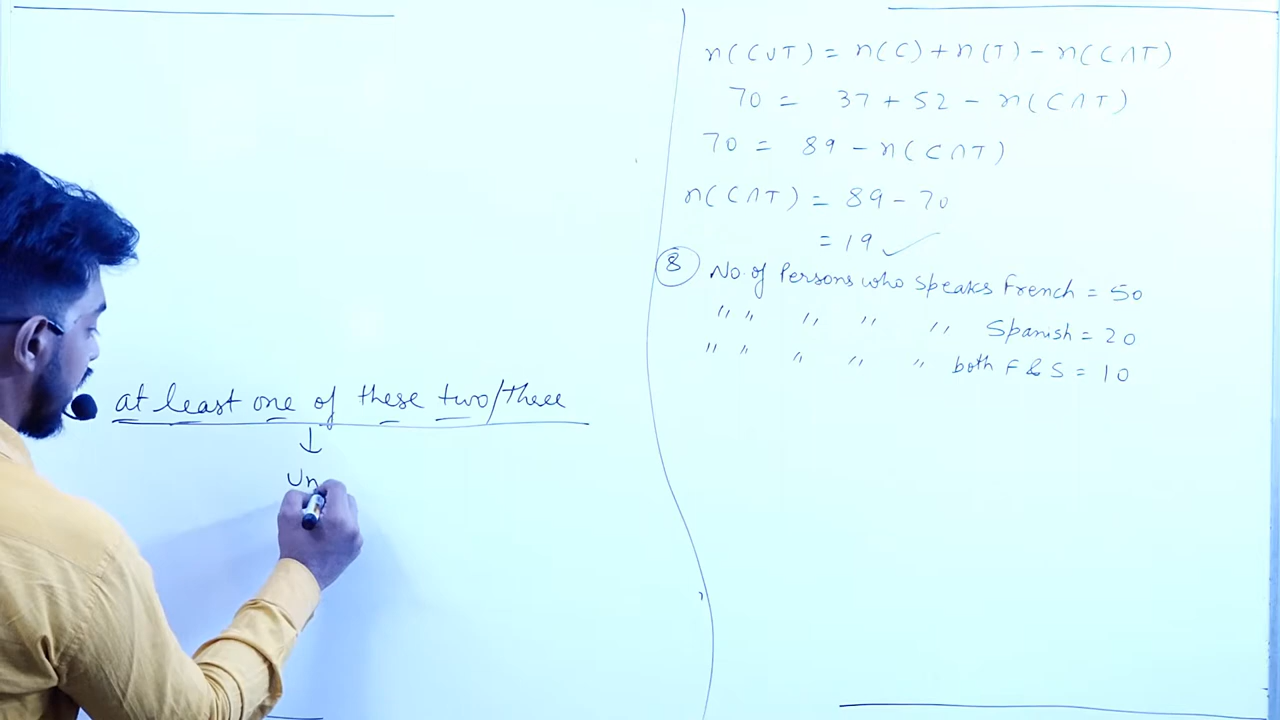 at least one of these two/three
↓
Un
n(C∪T) = n(C) + n(T) - n(C∩T)
70 = 37 + 52 - n(C∩T)
70 = 89 - n(C∩T)
n(C∩T) = 89 - 70
= 19 ✓
8 No. of Persons who speaks French = 50
" " " " " Spanish = 20
" " " " " both F & S = 10